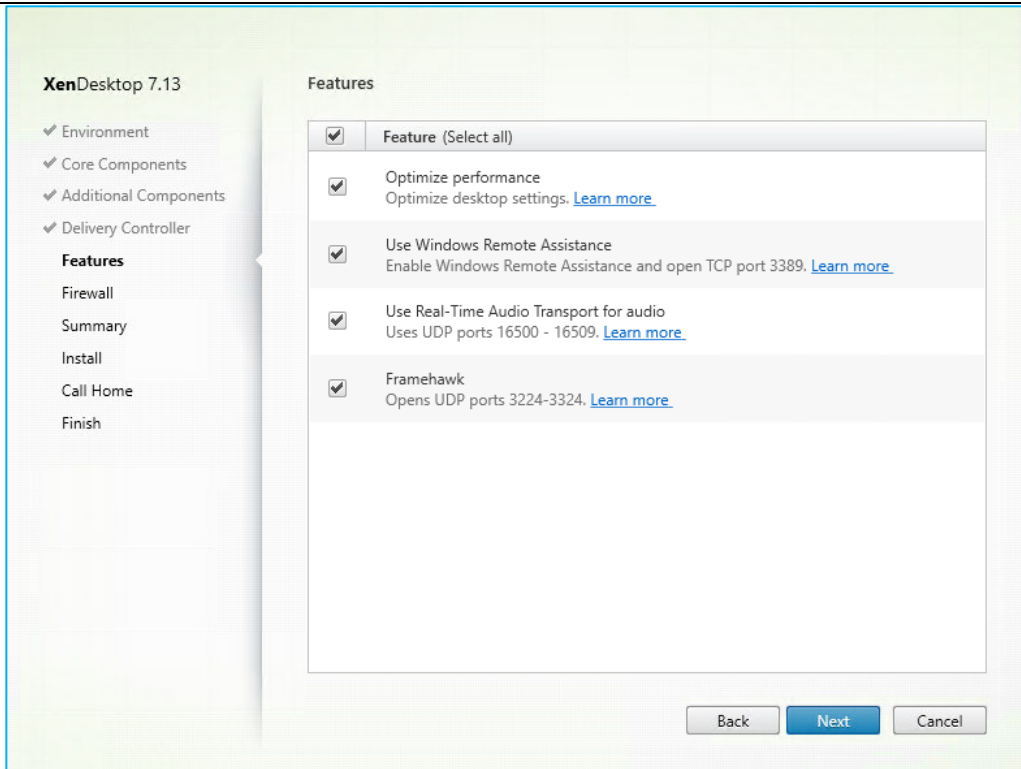 XenDesktop 7.13
Environment
Core Components
Additional Components
Delivery Controller
Features
Firewall
Summary
Install
Call Home
Finish
Features
Feature (Select all)
Optimize performance
Optimize desktop settings. Learn more
Use Windows Remote Assistance
Enable Windows Remote Assistance and open TCP port 3389. Learn more
Use Real-Time Audio Transport for audio
Uses UDP ports 16500 - 16509. Learn more
Framehawk
Opens UDP ports 3224-3324. Learn more
Back Next Cancel